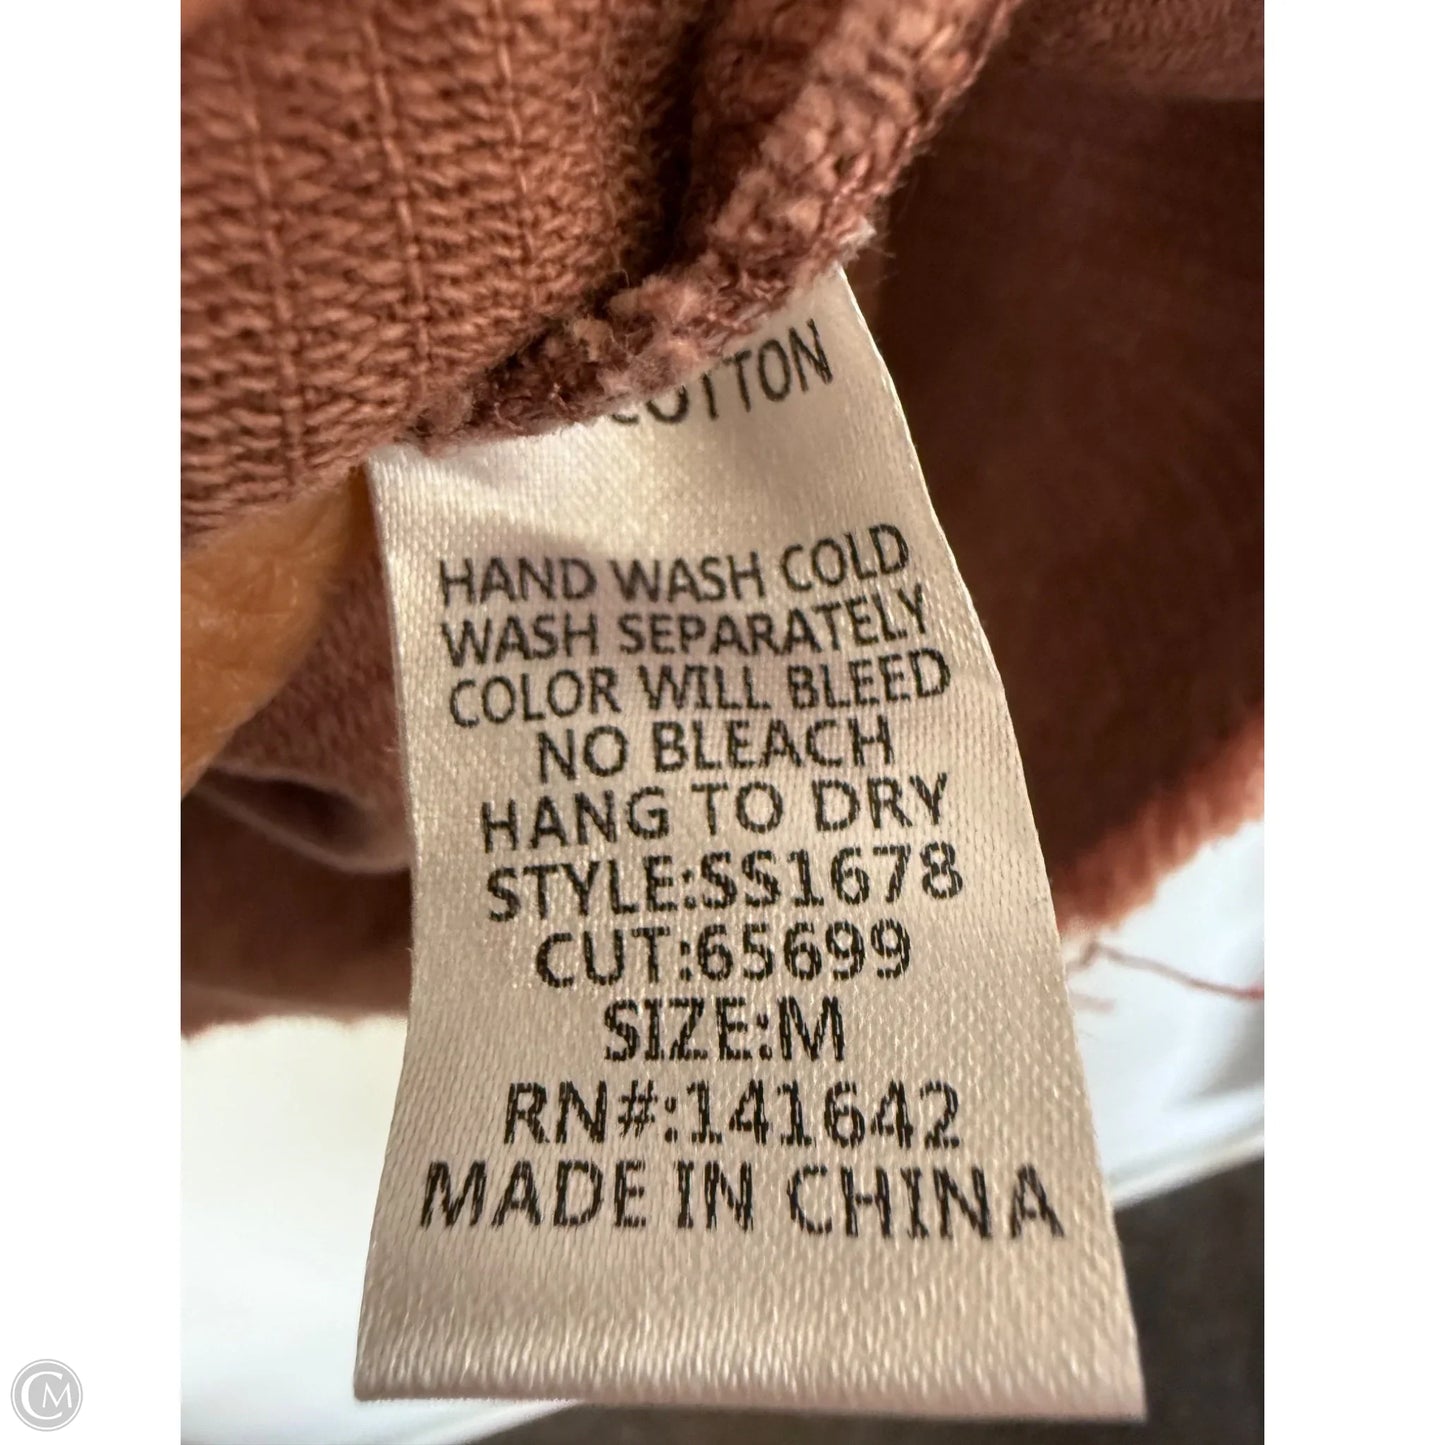 COTTON
HAND WASH COLD
WASH SEPARATELY
COLOR WILL BLEED
NO BLEACH
HANG TO DRY
STYLE:SS1678
CUT:65699
SIZE:M
RN#:141642
MADE IN CHINA
CM